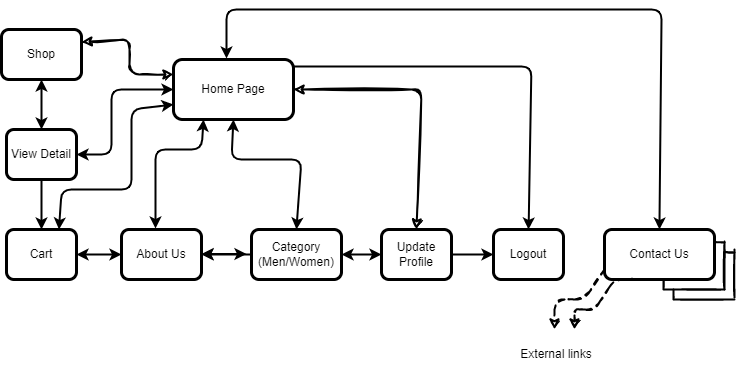 Shop
Home Page
View Detail
Cart
About Us
Category
(Men/Women)
Update
Profile
Logout
Contact Us
External links